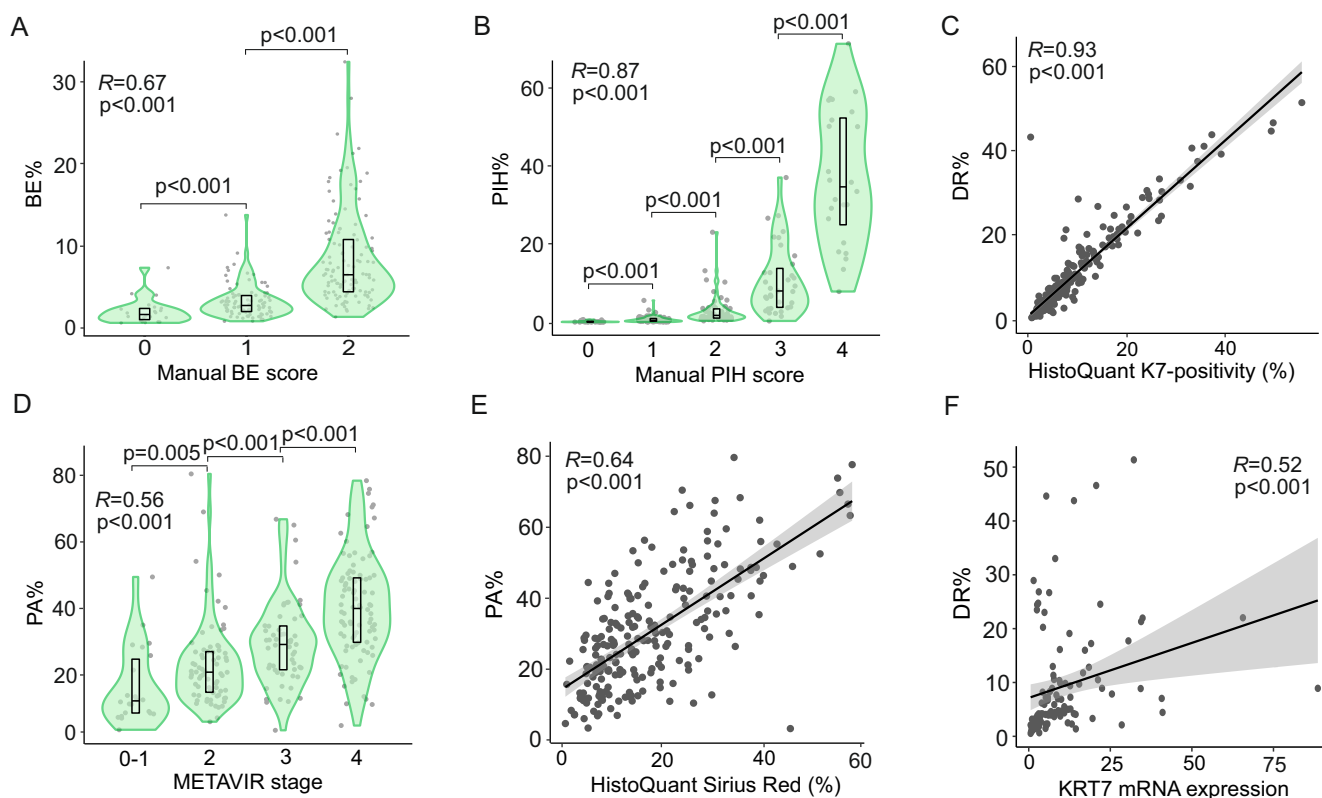 A
BE%
R=0.67
p<0.001
p<0.001
p<0.001
30
20
10
0
0 1 2
Manual BE score
B
PIH%
R=0.87
p<0.001
p<0.001
p<0.001
p<0.001
p<0.001
60
40
20
0
0 1 2 3 4
Manual PIH score
C
DR%
R=0.93
p<0.001
60
40
20
0
0 20 40
HistoQuant K7-positivity (%)
D
PA%
R=0.56
p<0.001
p=0.005
p<0.001
p<0.001
80
60
40
20
0
0-1 2 3 4
METAVIR stage
E
PA%
R=0.64
p<0.001
80
60
40
20
0
0 20 40 60
HistoQuant Sirius Red (%)
F
DR%
R=0.52
p<0.001
50
40
30
20
10
0
0 25 50 75
KRT7 mRNA expression